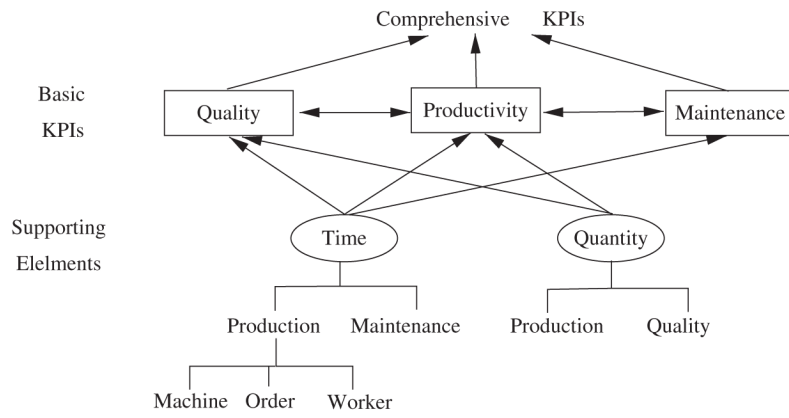 Comprehensive KPIs
Basic
KPIs
Quality
Productivity
Maintenance
Supporting
Elelments
Time
Quantity
Production
Maintenance
Production
Quality
Machine
Order
Worker